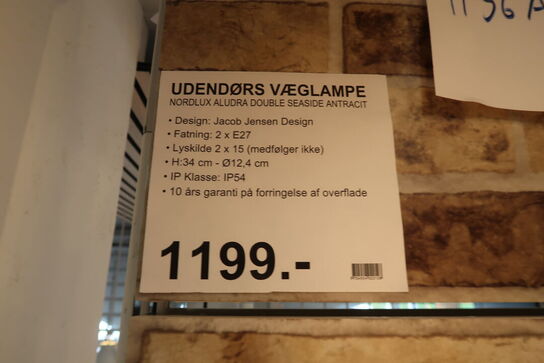 UDENDØRS VÆGLAMPE
NORDLUX ALUDRA DOUBLE SEASIDE ANTRACIT
• Design: Jacob Jensen Design
• Fatning: 2 x E27
• Lyskilde 2 x 15 (medfølger ikke)
• H:34 cm - Ø12,4 cm
• IP Klasse: IP54
• 10 års garanti på forringelse af overflade
1199.-